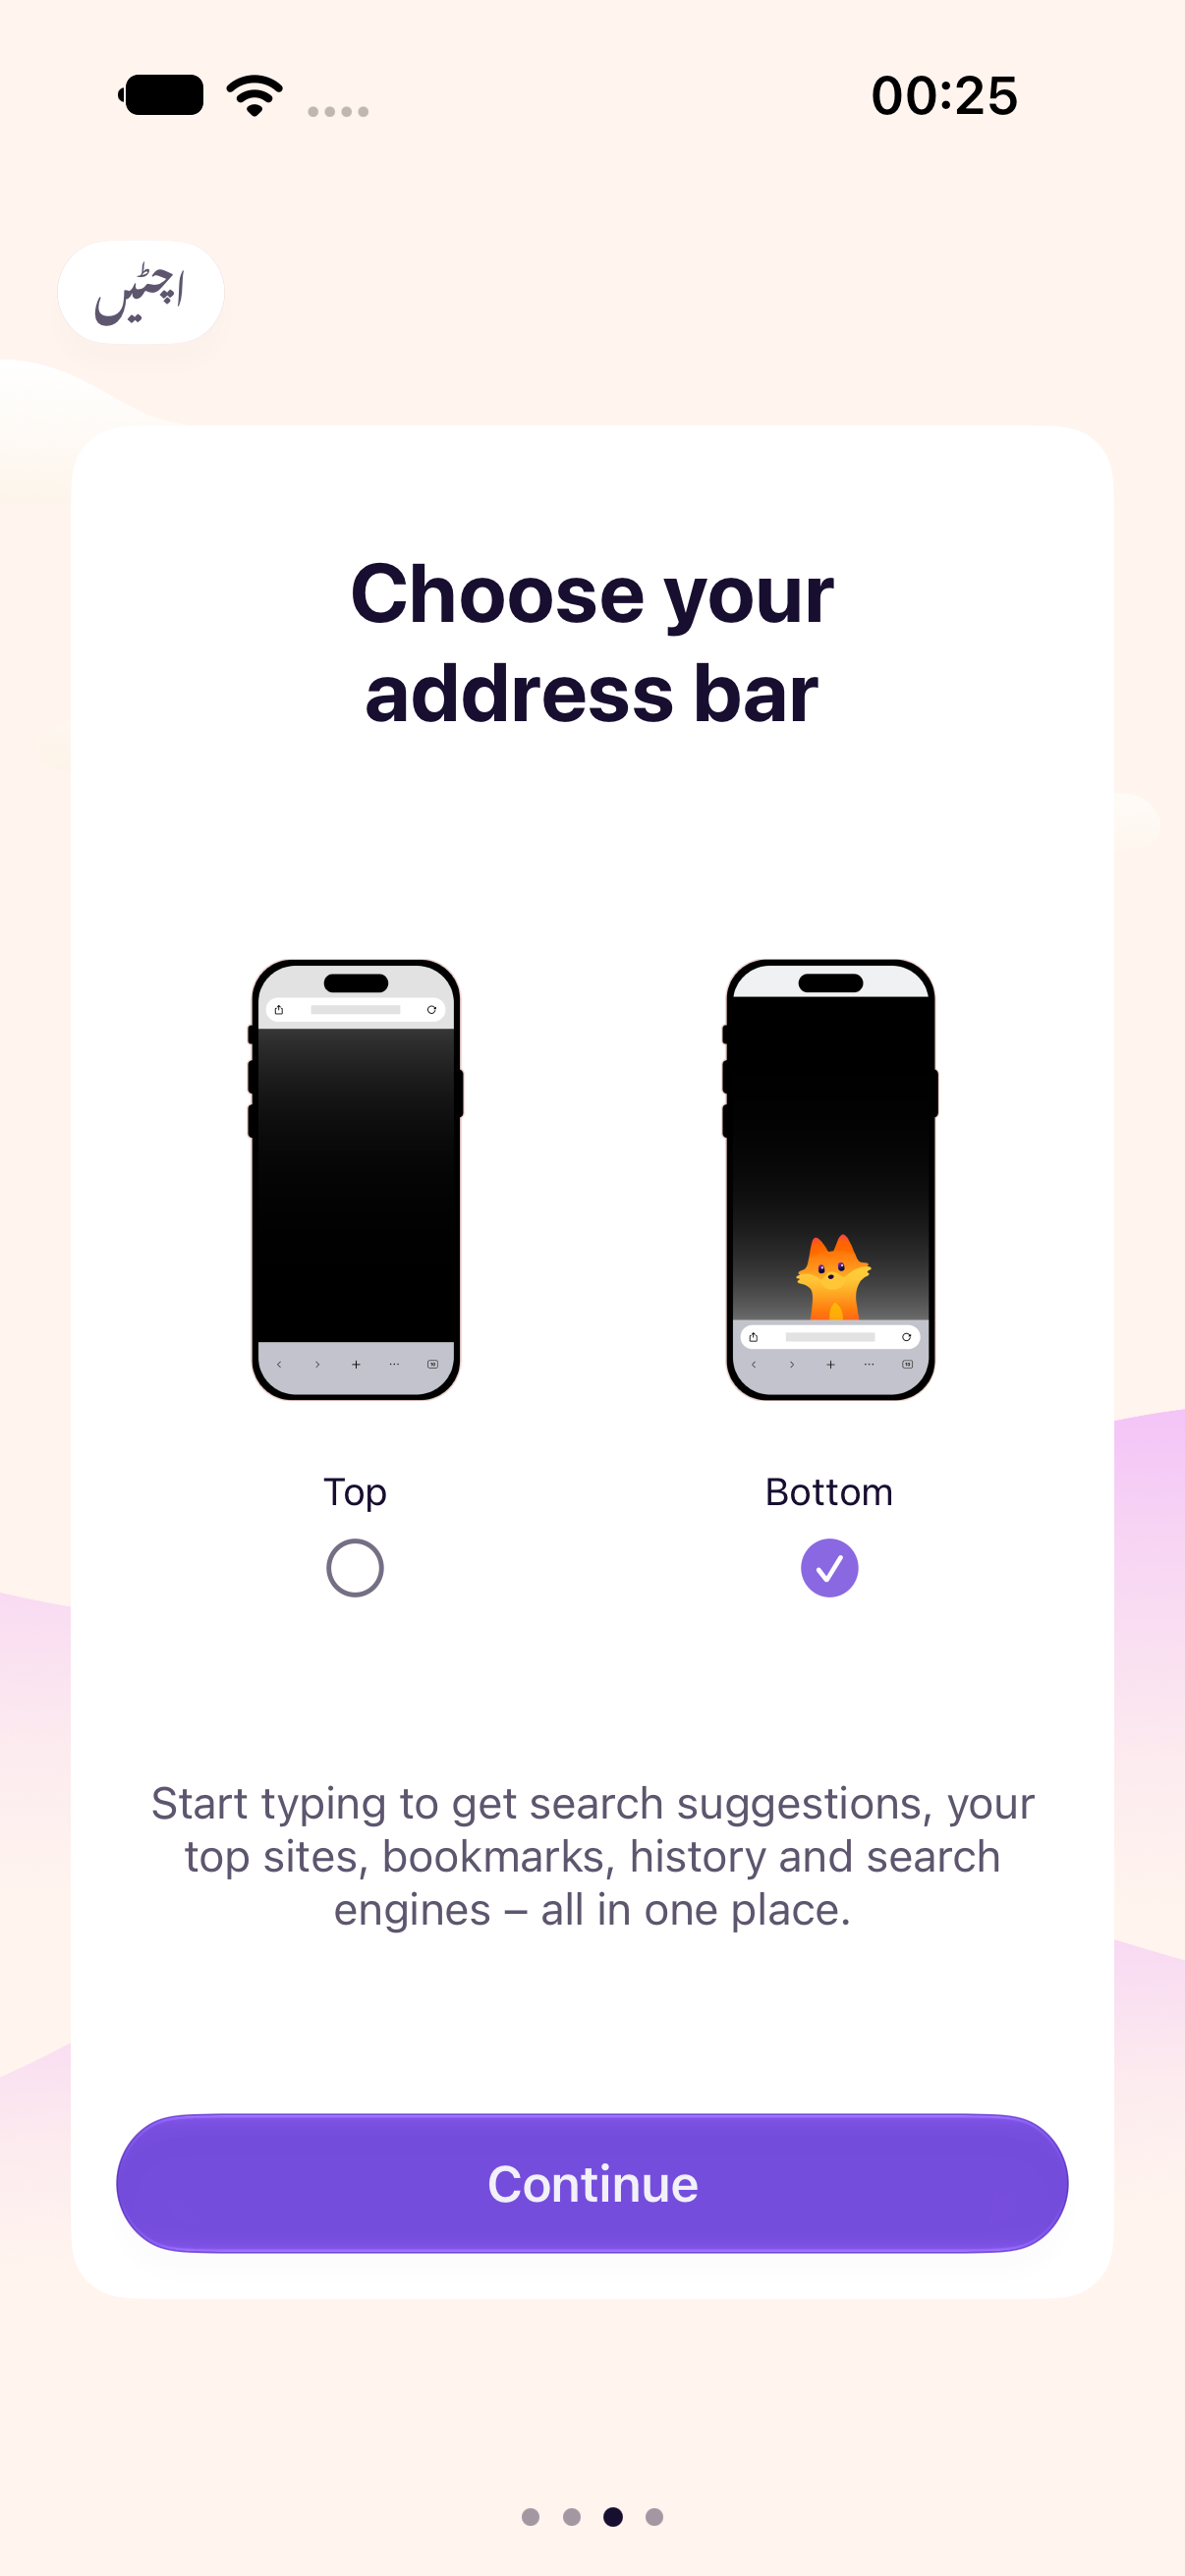 00:25
اچٹیں
Choose your
address bar
Top
Bottom
Start typing to get search suggestions, your
top sites, bookmarks, history and search
engines – all in one place.
Continue